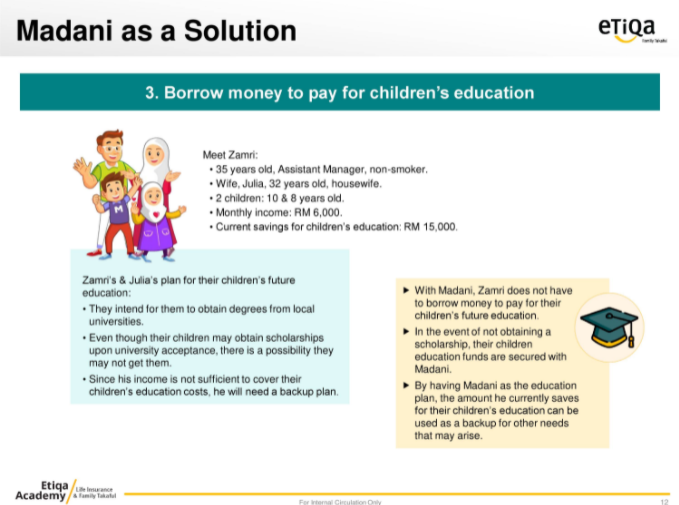 Madani as a Solution
eTiQa
Family Takaful
3. Borrow money to pay for children's education
Meet Zamri:
• 35 years old, Assistant Manager, non-smoker.
• Wife, Julia, 32 years old, housewife.
• 2 children: 10 & 8 years old.
• Monthly income: RM 6,000.
• Current savings for children's education: RM 15,000.
M
Zamri's & Julia's plan for their children's future
education:
• They intend for them to obtain degrees from local
universities.
• Even though their children may obtain scholarships
upon university acceptance, there is a possibility they
may not get them.
• Since his income is not sufficient to cover their
children's education costs, he will need a backup plan.
► With Madani, Zamri does not have
to borrow money to pay for their
children's future education.
► In the event of not obtaining a
scholarship, their children
education funds are secured with
Madani.
► By having Madani as the education
plan, the amount he currently saves
for their children's education can be
used as a backup for other needs
that may arise.
Etiqa
Academy
Life Insurance
& Family Takaful
For Internal Circulation Only
12